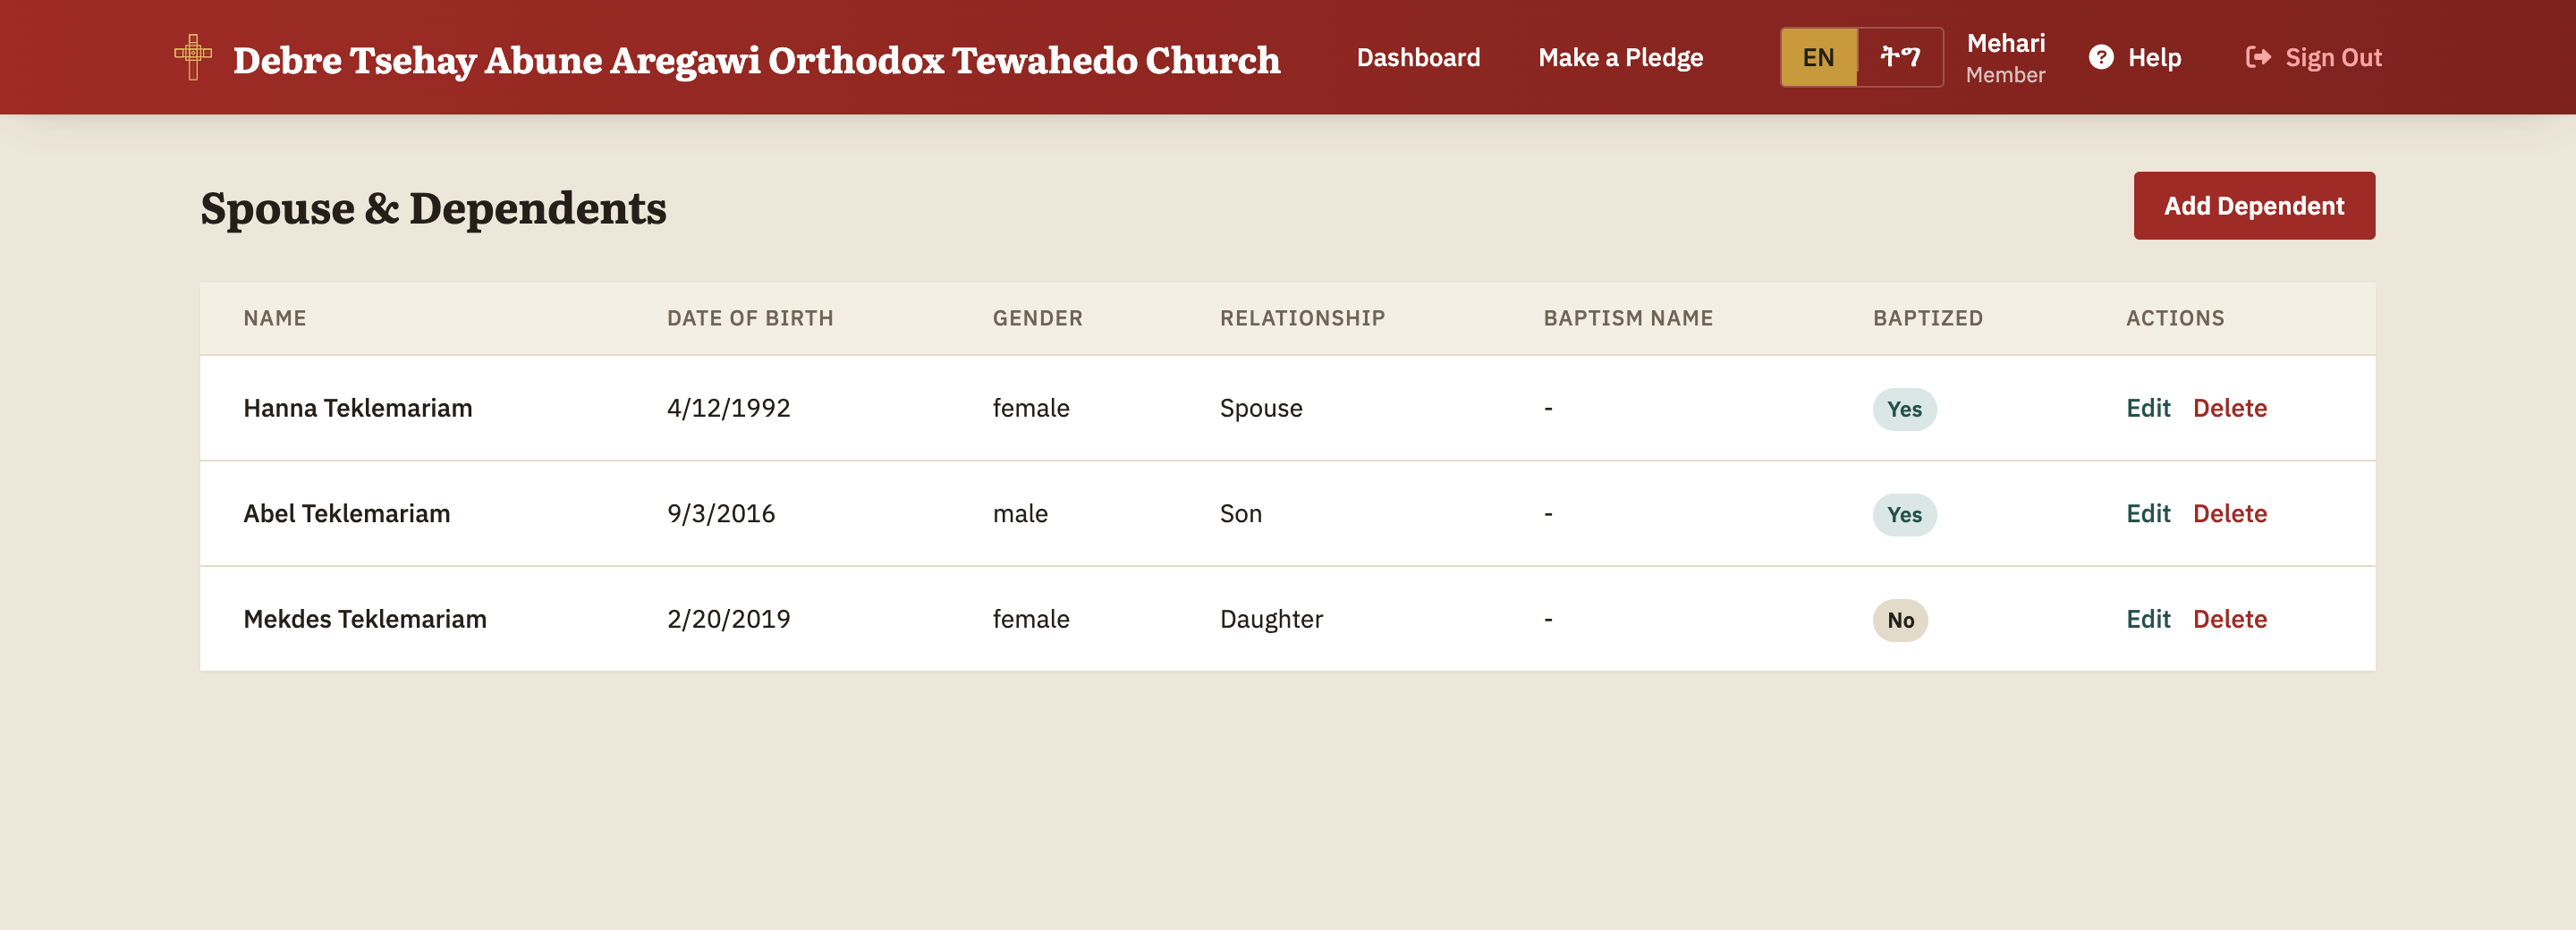 Debre Tsehay Abune Aregawi Orthodox Tewahedo Church
Dashboard
Make a Pledge
EN
ትግ
Mehari
Member
Help
Sign Out
Spouse & Dependents
Add Dependent
NAME DATE OF BIRTH GENDER RELATIONSHIP BAPTISM NAME BAPTIZED ACTIONS
Hanna Teklemariam 4/12/1992 female Spouse - Yes Edit Delete
Abel Teklemariam 9/3/2016 male Son - Yes Edit Delete
Mekdes Teklemariam 2/20/2019 female Daughter - No Edit Delete